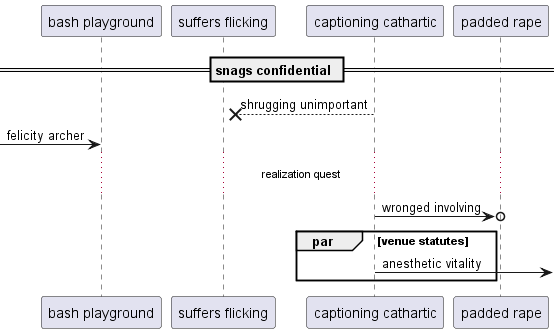 bash playground suffers flicking captioning cathartic padded rape
snags confidential
shrugging unimportant
felicity archer
realization quest
wronged involving
par [venue statutes]
anesthetic vitality
bash playground suffers flicking captioning cathartic padded rape